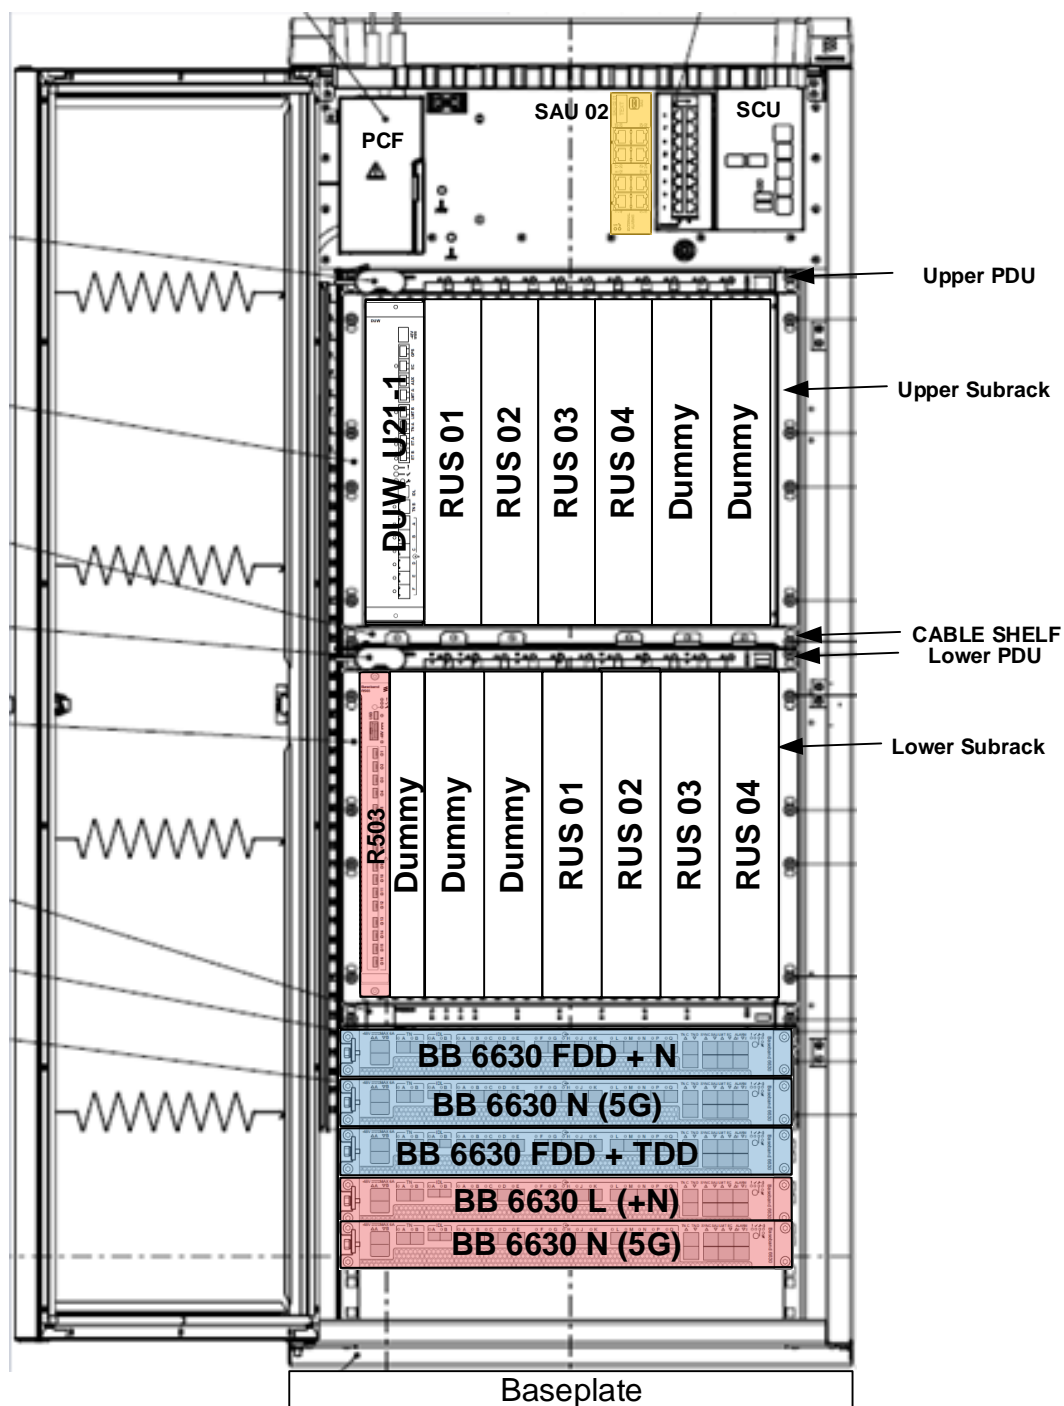 SAU 02
SCU
PCF
Upper PDU
DUW U21-1
RUS 01
RUS 02
RUS 03
RUS 04
Dummy
Dummy
Upper Subrack
CABLE SHELF
Lower PDU
R503
Dummy
Dummy
Dummy
RUS 01
RUS 02
RUS 03
RUS 04
Lower Subrack
BB 6630 FDD + N
BB 6630 N (5G)
BB 6630 FDD + TDD
BB 6630 L (+N)
BB 6630 N (5G)
Baseplate